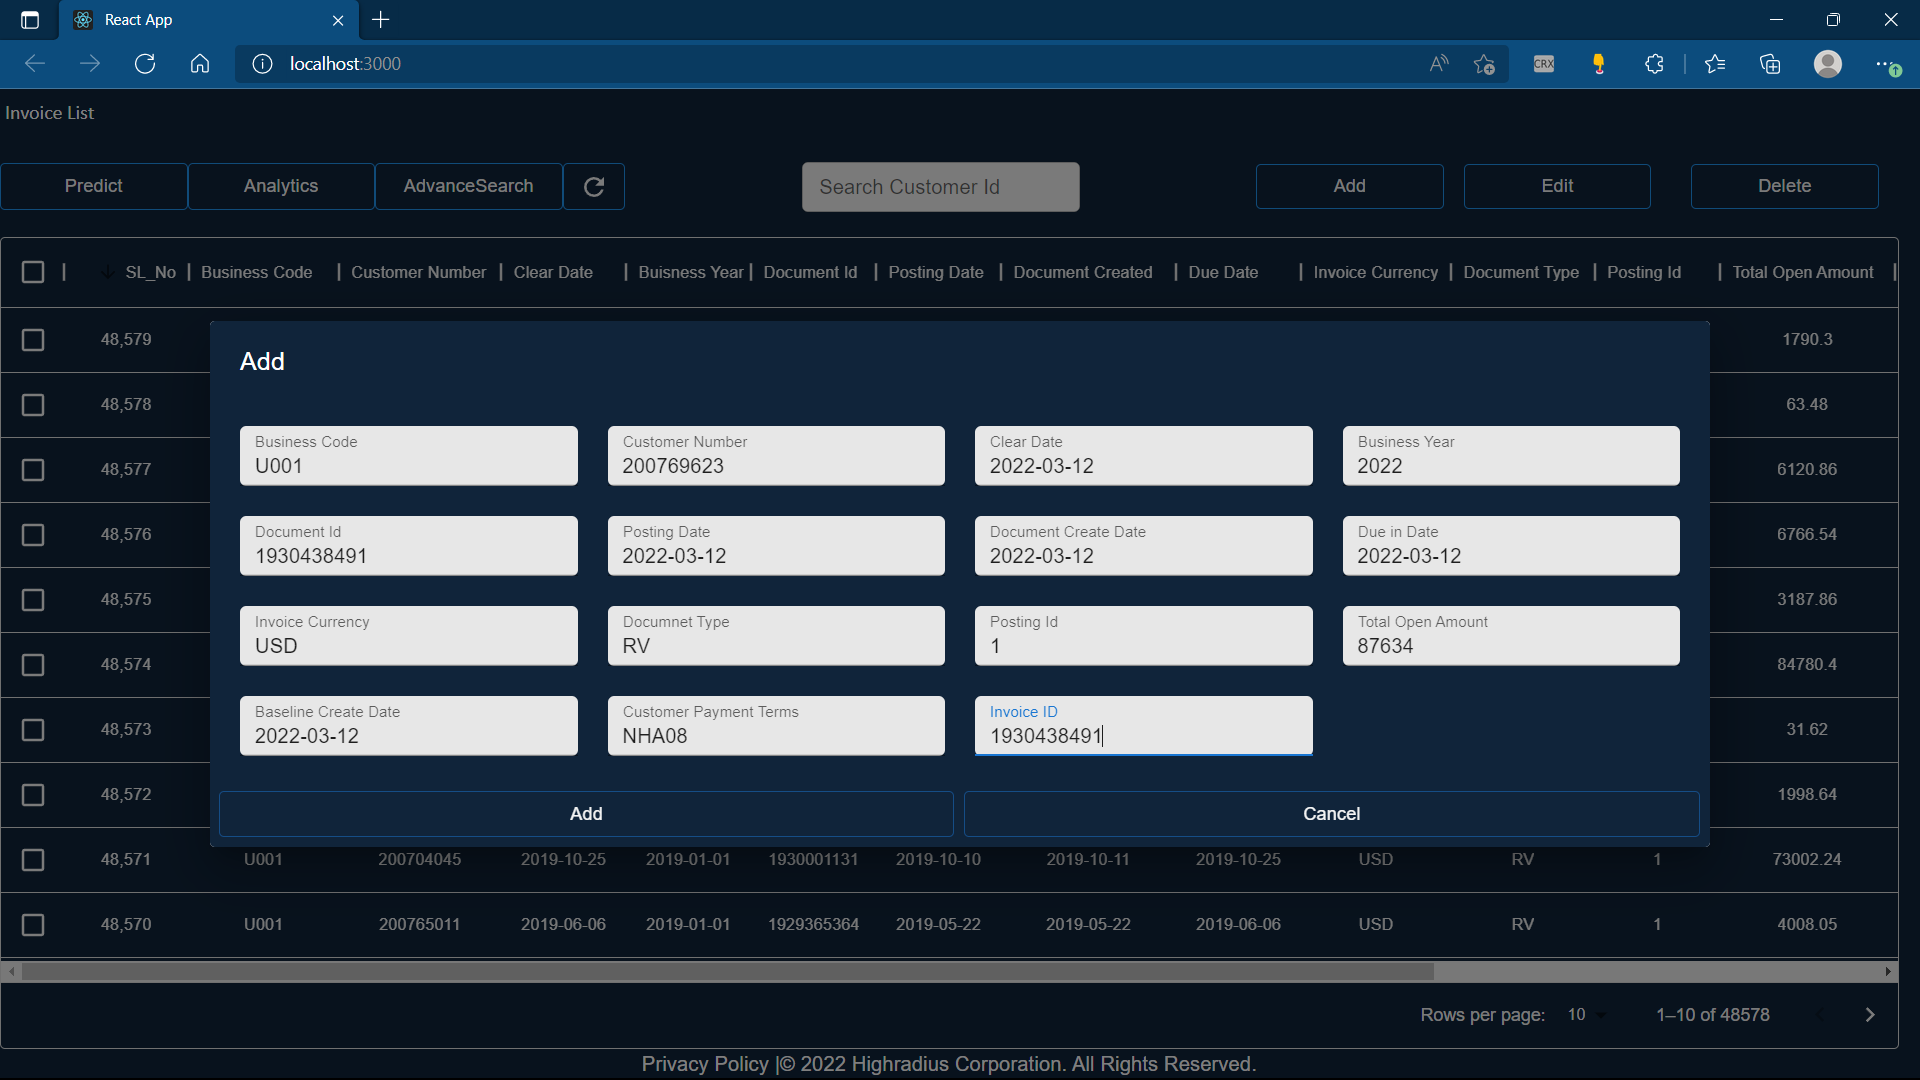 React App
localhost:3000
CRX
Invoice List
Predict Analytics AdvanceSearch Search Customer Id Add Edit Delete
SL_No Business Code Customer Number Clear Date Buisness Year Document Id Posting Date Document Created Due Date Invoice Currency Document Type Posting Id Total Open Amount
48,579 1790.3
48,578 63.48
48,577 6120.86
48,576 6766.54
48,575 3187.86
48,574 84780.4
48,573 31.62
48,572 1998.64
Add
Business Code Customer Number Clear Date Business Year
U001 200769623 2022-03-12 2022
Document Id Posting Date Document Create Date Due in Date
1930438491 2022-03-12 2022-03-12 2022-03-12
Invoice Currency Documnet Type Posting Id Total Open Amount
USD RV 1 87634
Baseline Create Date Customer Payment Terms Invoice ID
2022-03-12 NHA08 1930438491
Add Cancel
48,571 U001 200704045 2019-10-25 2019-01-01 1930001131 2019-10-10 2019-10-11 2019-10-25 USD RV 1 73002.24
48,570 U001 200765011 2019-06-06 2019-01-01 1929365364 2019-05-22 2019-05-22 2019-06-06 USD RV 1 4008.05
Rows per page: 10 1–10 of 48578
Privacy Policy |© 2022 Highradius Corporation. All Rights Reserved.